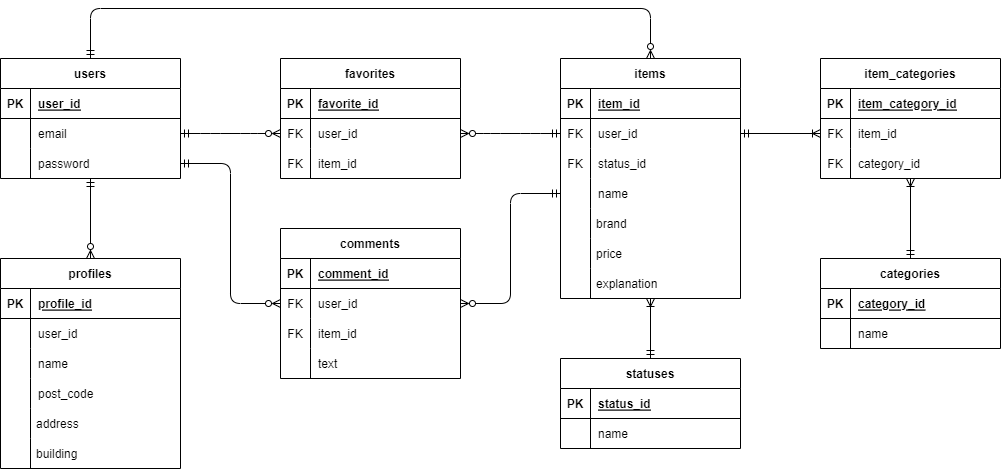 users
PK user_id
email
password
favorites
PK favorite_id
FK user_id
FK item_id
items
PK item_id
FK user_id
FK status_id
name
brand
price
explanation
item_categories
PK item_category_id
FK item_id
FK category_id
profiles
PK profile_id
user_id
name
post_code
address
building
comments
PK comment_id
FK user_id
FK item_id
text
statuses
PK status_id
name
categories
PK category_id
name